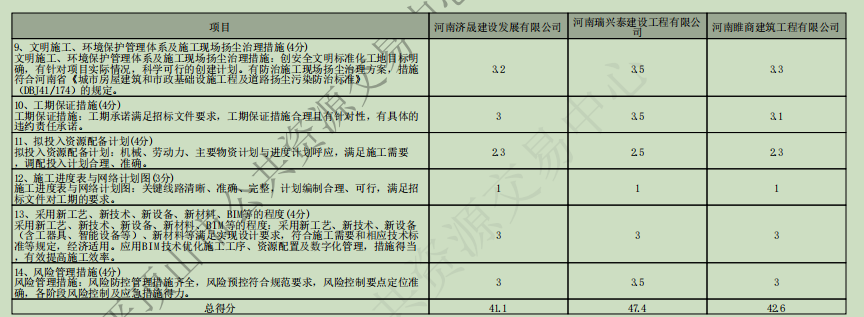 项目 河南济晟建设发展有限公司 河南瑞兴泰建设工程有限公
司 河南睢商建筑工程有限公司
9、文明施工、环境保护管理体系及施工现场扬尘治理措施(4分)
文明施工、环境保护管理体系及施工现场扬尘治理措施：创安全文明标准化工地目标明
确，有针对项目实际情况，科学可行的创建计划。有防治施工现场扬尘治理方案，措施
符合河南省《城市房屋建筑和市政基础设施工程及道路扬尘污染防治标准》
(DBJ41/174)的规定。
3.2 3.5 3.3
10、工期保证措施(4分)
工期保证措施：工期承诺满足招标文件要求，工期保证措施合理且有针对性，有具体的
违约责任承诺。
3 3.5 3.1
11、拟投入资源配备计划(4分)
拟投入资源配备计划：机械、劳动力、主要物资计划与进度计划呼应，满足施工需要
，调配投入计划合理、准确。
2.3 2.5 2.3
12、施工进度表与网络计划图(3分)
施工进度表与网络计划图：关键线路清晰、准确、完整，计划编制合理、可行，满足招
标文件对工期的要求。
1 1 1
13、采用新工艺、新技术、新设备、新材料、BIM等的程度(4分)
采用新工艺、新技术、新设备、新材料、BIM等的程度：采用新工艺、新技术、新设备
（含工器具、智能设备等）、新材料等满足实现设计要求，符合施工需要和相应技术标
准等规定，经济适用。应用BIM技术优化施工工序、资源配置及数字化管理，措施得当
，有效提高施工效率。
3 3 3
14、风险管理措施(4分)
风险管理措施：风险防控管理措施齐全，风险预控符合规范要求，风险控制要点定位准
确，各阶段风险控制及应急措施得力。
3 3.5 3
总得分 41.1 47.4 42.6
公共资源交易中心
共资源交易中心